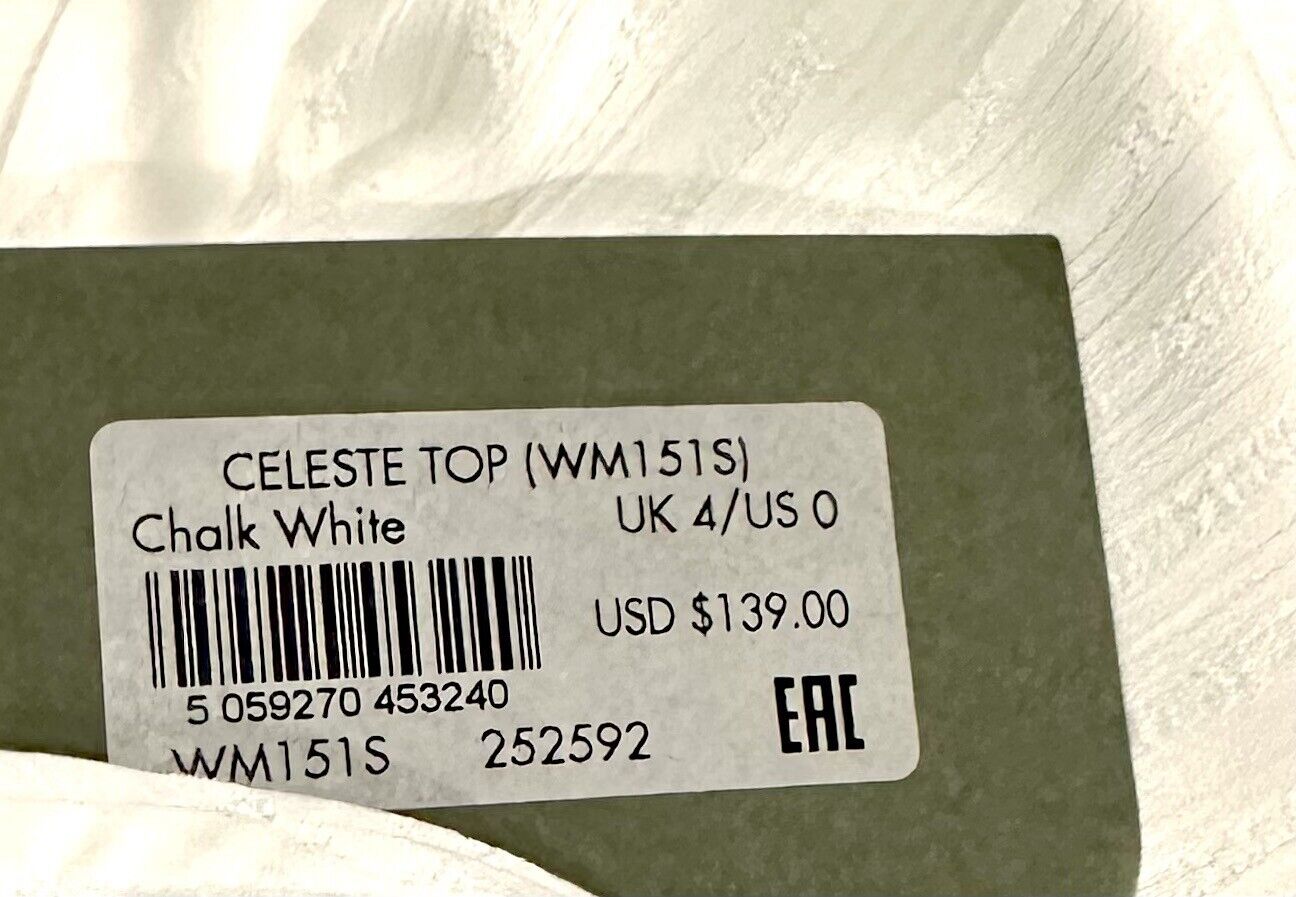 CELESTE TOP (WM151S)
Chalk White UK 4/US 0
USD $139.00
5 059270 453240
EAC
WM151S 252592